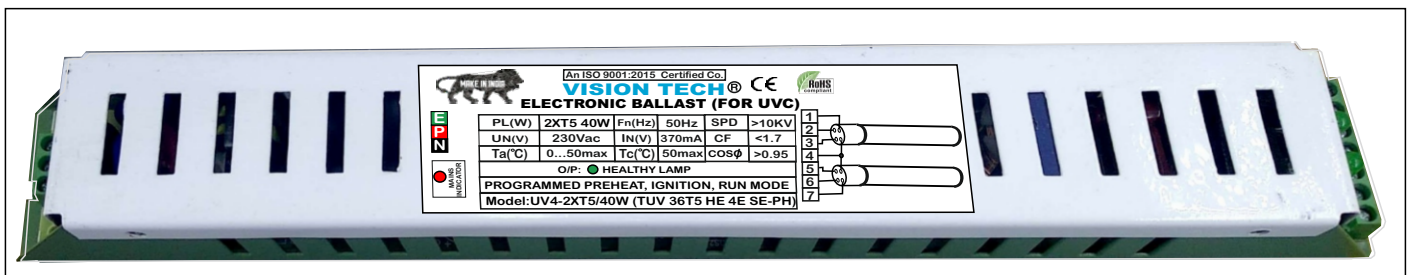 MAKE IN INDIA
An ISO 9001:2015 Certified Co.
VISION TECH® CE RoHS
compliant
ELECTRONIC BALLAST (FOR UVC)
E
P
N
MAINS
INDICATOR
PL(W) 2XT5 40W Fn(Hz) 50Hz SPD >10KV
UN(V) 230Vac IN(V) 370mA CF <1.7
Ta(°C) 0...50max Tc(°C) 50max COSϕ >0.95
O/P: HEALTHY LAMP
PROGRAMMED PREHEAT, IGNITION, RUN MODE
Model:UV4-2XT5/40W (TUV 36T5 HE 4E SE-PH)
1
2
3
4
5
6
7